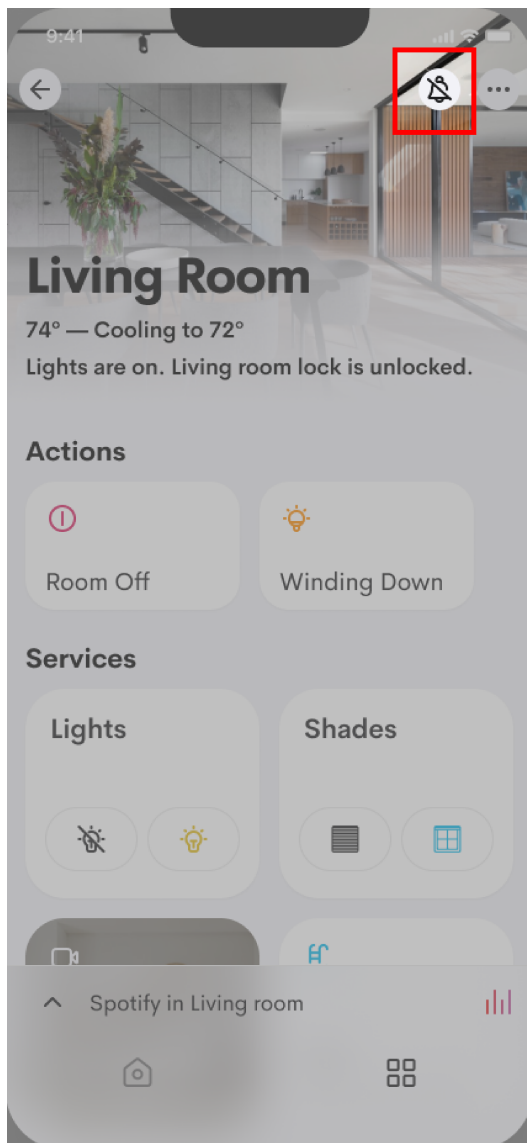 9:41
Living Room
74° — Cooling to 72°
Lights are on. Living room lock is unlocked.
Actions
Room Off
Winding Down
Services
Lights
Shades
Spotify in Living room